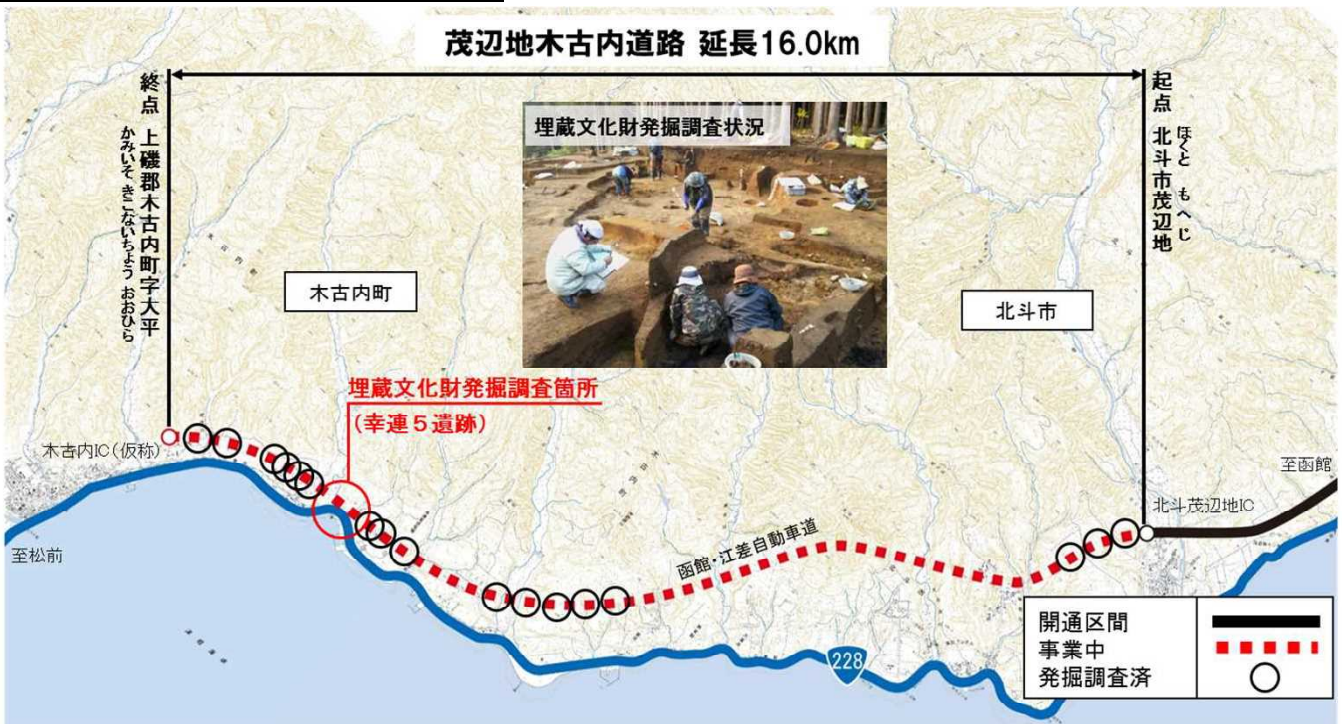 茂辺地木古内道路 延長16.0km
終点 上磯郡木古内町字大平
かみいそ きこないちょう おおひら
起点 北斗市茂辺地
ほくと もへじ
埋蔵文化財発掘調査状況
木古内町
北斗市
埋蔵文化財発掘調査箇所
(幸連5遺跡)
木古内IC(仮称)
至函館
北斗茂辺地IC
至松前
函館・江差自動車道
228
開通区間
事業中
発掘調査済